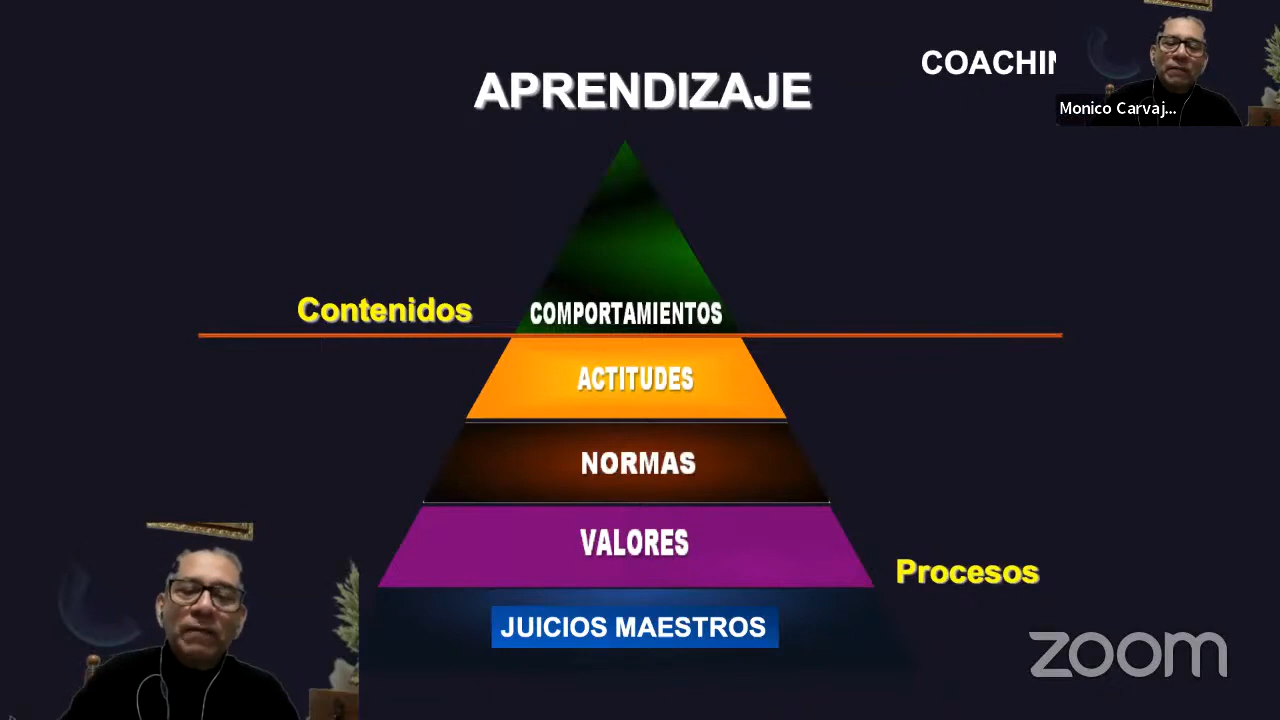 COACHIN
Monico Carvaj...
APRENDIZAJE
Contenidos
COMPORTAMIENTOS
ACTITUDES
NORMAS
VALORES
Procesos
JUICIOS MAESTROS
zoom